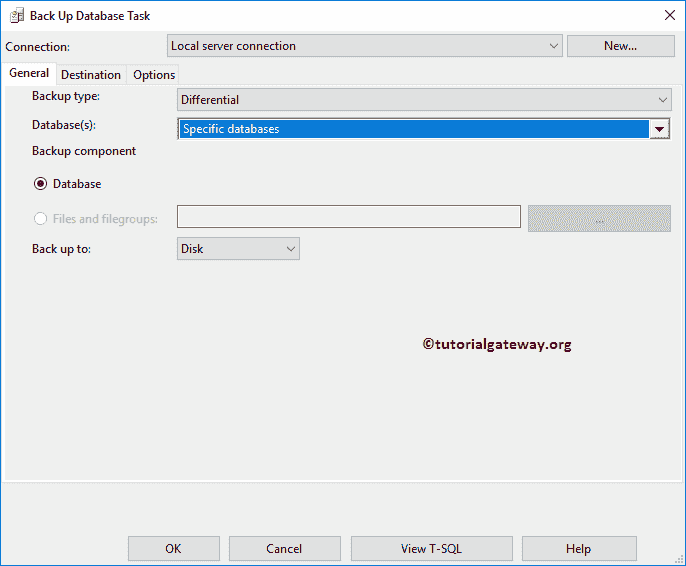 Back Up Database Task
Connection: Local server connection New...
General Destination Options
Backup type: Differential
Database(s): Specific databases
Backup component
Database
Files and filegroups: ...
Back up to: Disk
©tutorialgateway.org
OK Cancel View T-SQL Help